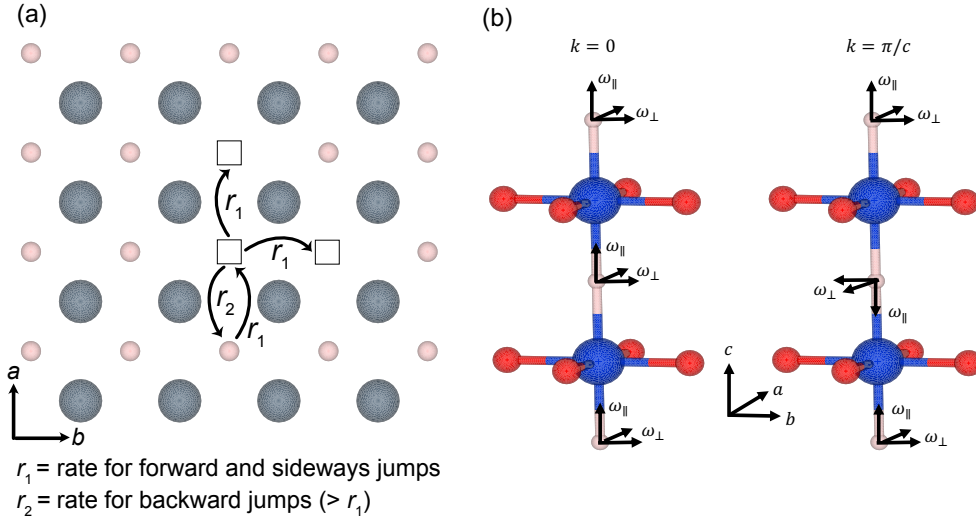 (a)
r₁
r₁
r₂
r₁
a
b
r₁ = rate for forward and sideways jumps
r₂ = rate for backward jumps (> r₁)
(b)
k = 0
k = π/c
ω∥
ω⊥
ω∥
ω⊥
ω∥
ω⊥
ω∥
ω⊥
ω⊥
ω∥
ω∥
ω⊥
c
a
b